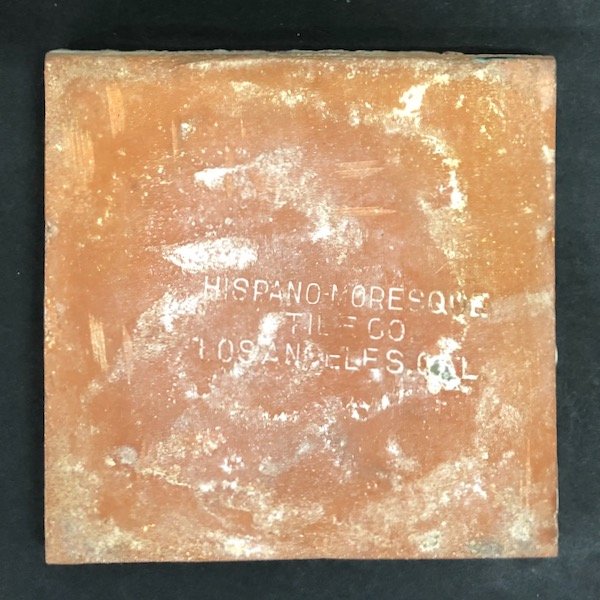 HISPANO-MORESQUE
TILE CO
LOS ANGELES. CAL